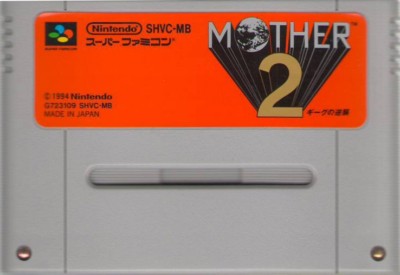 Nintendo SHVC-MB
スーパーファミコン
MOTHER
2
ギーグの逆襲
© 1994 Nintendo
G723109 SHVC-MB
MADE IN JAPAN